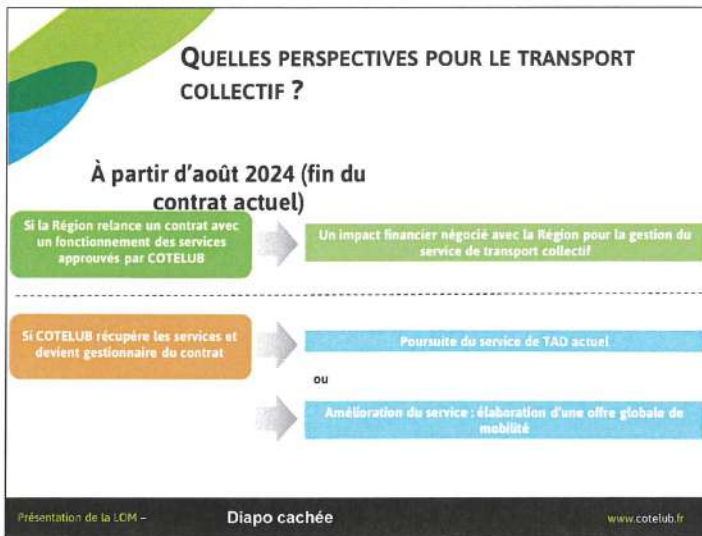 QUELLES PERSPECTIVES POUR LE TRANSPORT
COLLECTIF ?
À partir d'août 2024 (fin du
contrat actuel)
Si la Région relance un contrat avec
un fonctionnement des services
approuvés par COTELUB
Un impact financier négocié avec la Région pour la gestion du
service de transport collectif
Si COTELUB récupère les services et
devient gestionnaire du contrat
Poursuite du service de TAD actuel
ou
Amélioration du service : élaboration d'une offre globale de
mobilité
Présentation de la LOM –
Diapo cachée
www.cotelub.fr